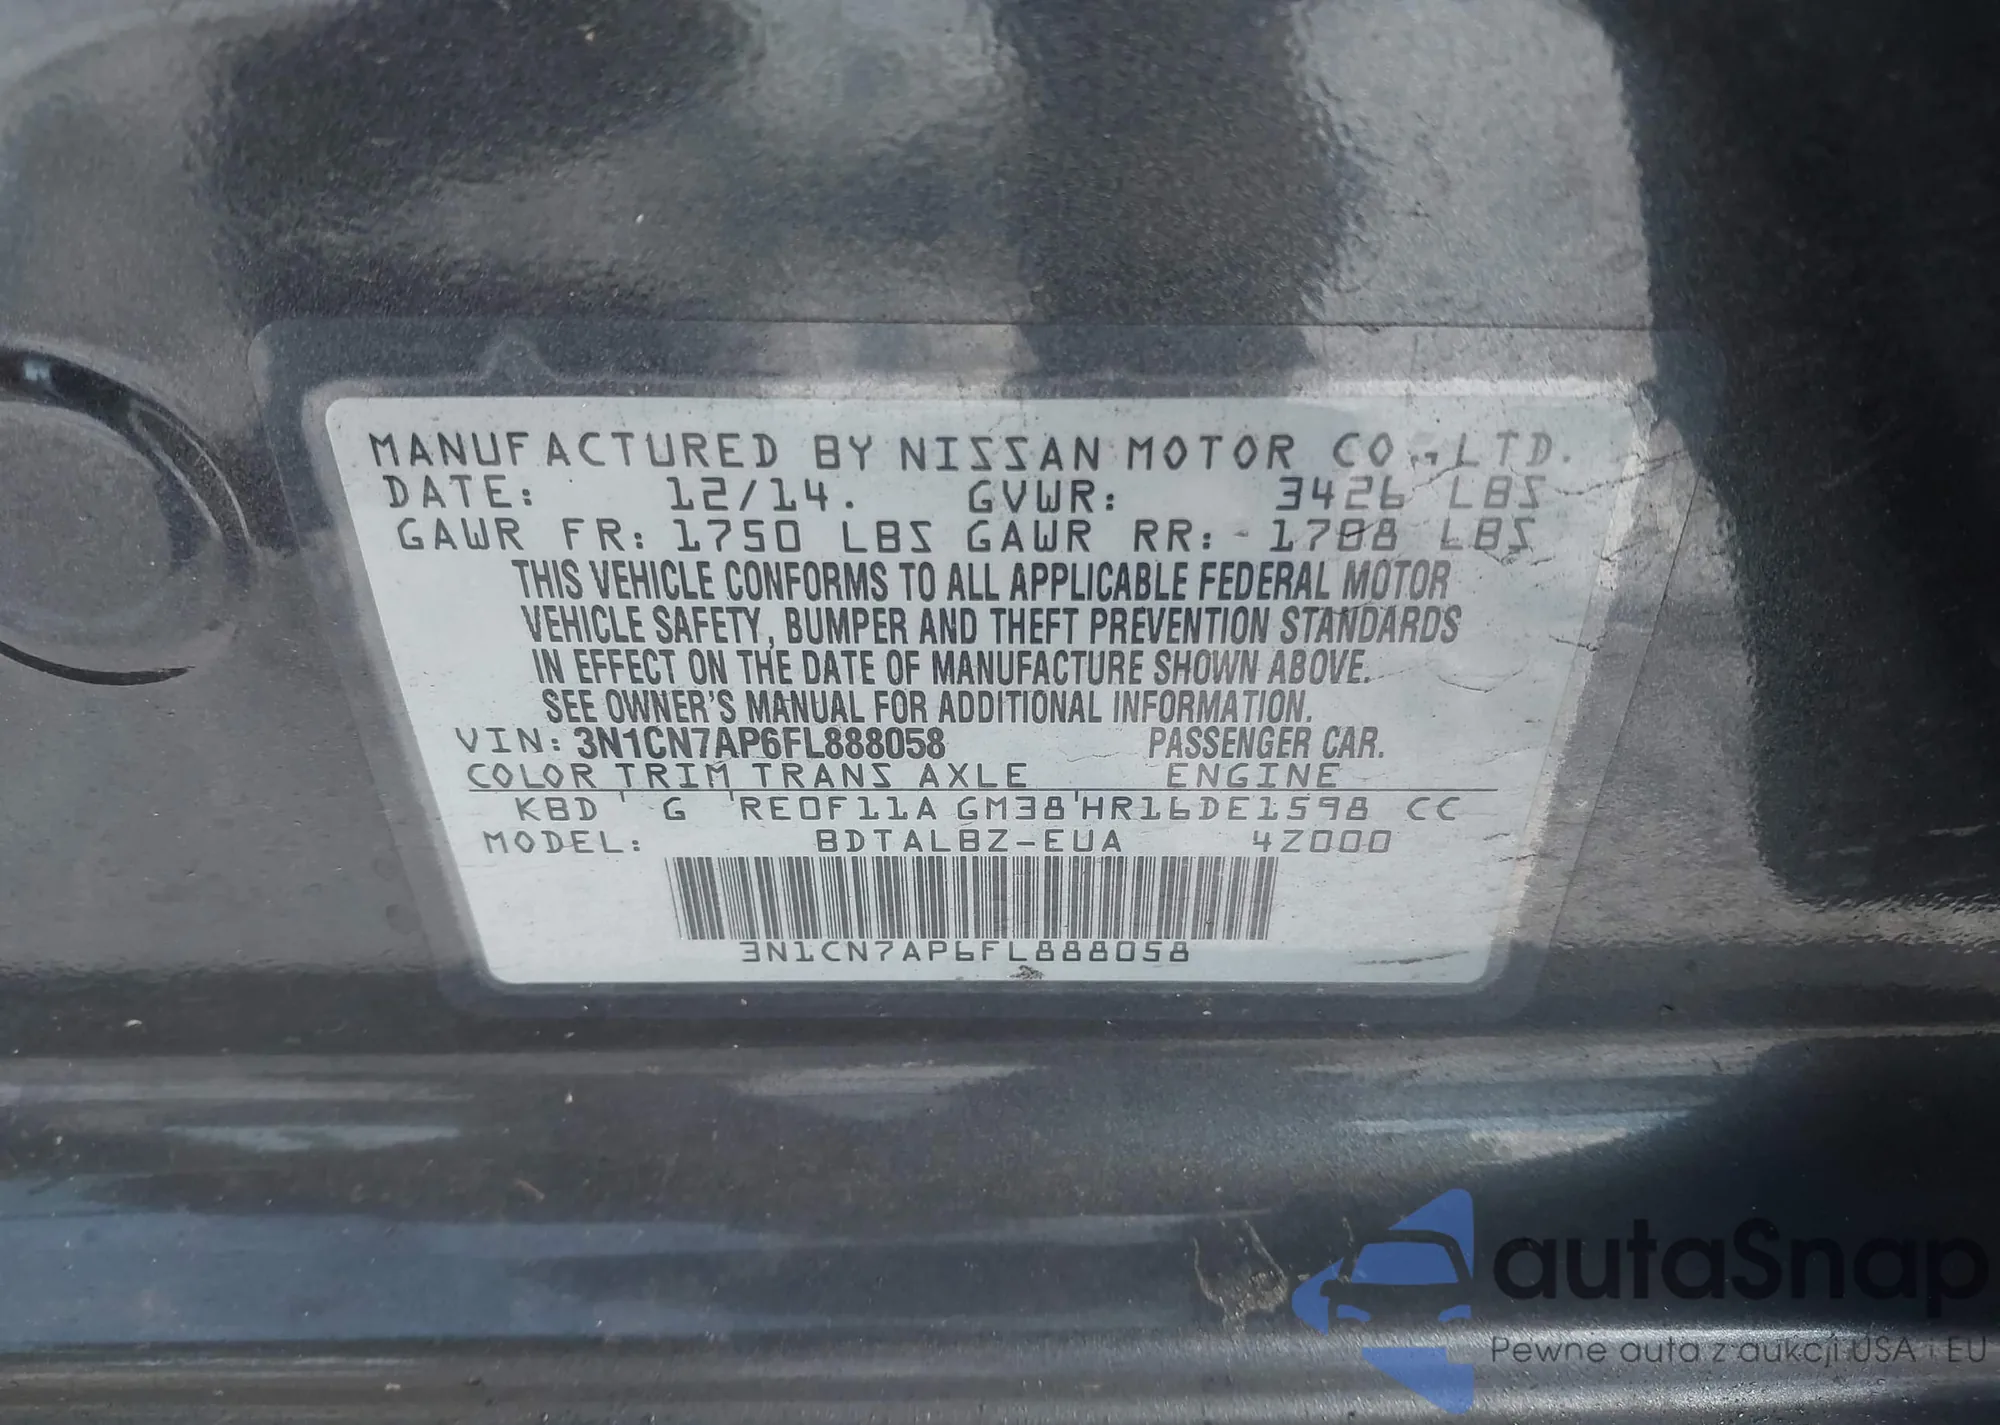 MANUFACTURED BY NISSAN MOTOR CO., LTD.
DATE: 12/14. GVWR: 3426 LBS
GAWR FR: 1750 LBS GAWR RR: 1788 LBS
THIS VEHICLE CONFORMS TO ALL APPLICABLE FEDERAL MOTOR
VEHICLE SAFETY, BUMPER AND THEFT PREVENTION STANDARDS
IN EFFECT ON THE DATE OF MANUFACTURE SHOWN ABOVE.
SEE OWNER'S MANUAL FOR ADDITIONAL INFORMATION.
VIN: 3N1CN7AP6FL888058 PASSENGER CAR.
COLOR TRIM TRANS AXLE ENGINE
KBD G RE0F11A GM38 HR16DE1598 CC
MODEL: BDTALBZ-EUA 4Z000
3N1CN7AP6FL888058
autaSnap
Pewne auta z aukcji USA i EU